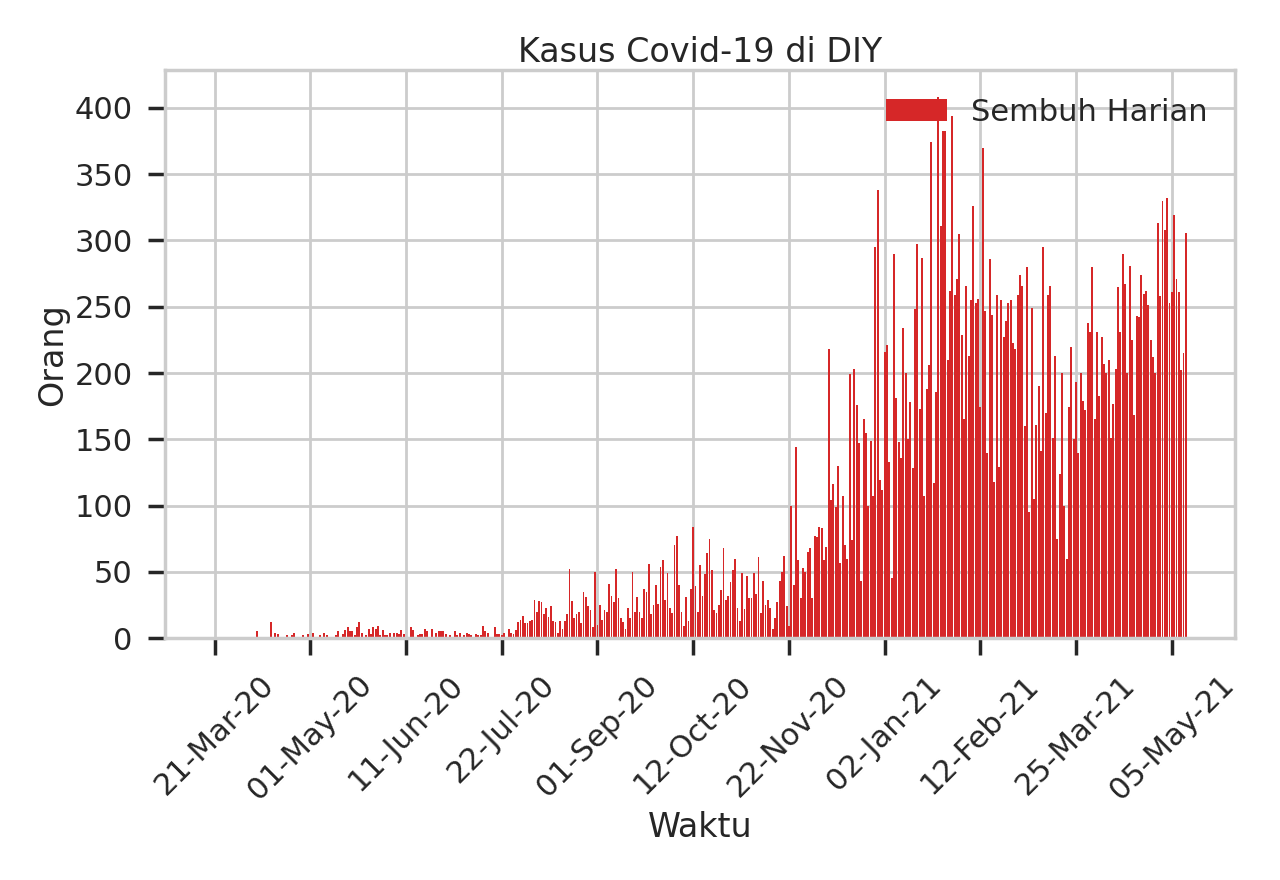 Kasus Covid-19 di DIY
Sembuh Harian
400
350
300
250
200
150
100
50
0
Orang
21-Mar-20
01-May-20
11-Jun-20
22-Jul-20
01-Sep-20
12-Oct-20
22-Nov-20
02-Jan-21
12-Feb-21
25-Mar-21
05-May-21
Waktu